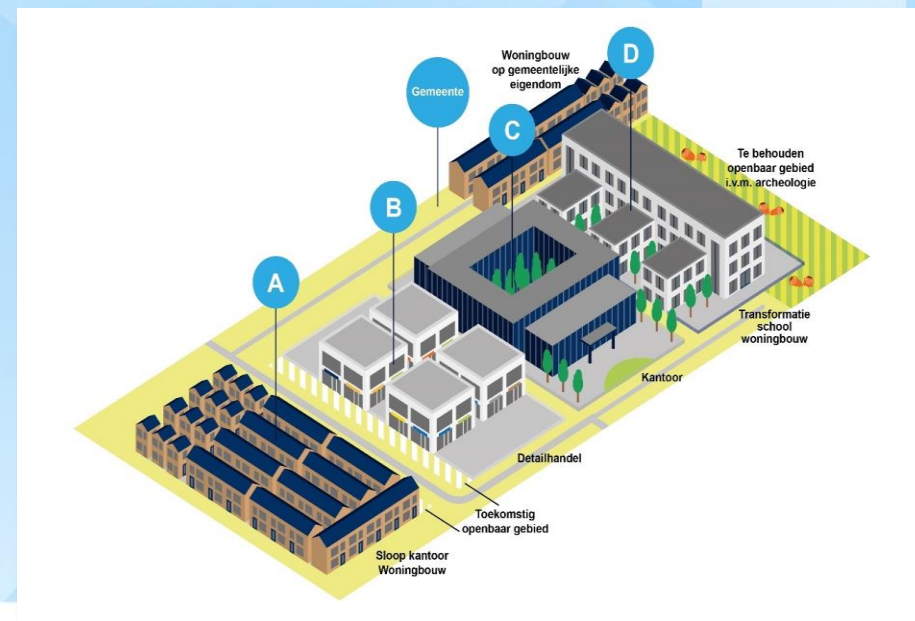 Woningbouw
op gemeentelijke
eigendom
D
Gemeente
C
Te behouden
openbaar gebied
i.v.m. archeologie
B
A
Transformatie
school
woningbouw
Kantoor
Detailhandel
Toekomstig
openbaar gebied
Sloop kantoor
Woningbouw